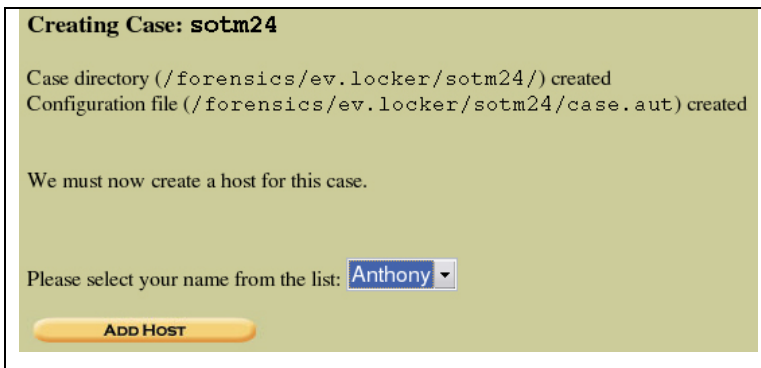 Creating Case: sotm24
Case directory (/forensics/ev.locker/sotm24/) created
Configuration file (/forensics/ev.locker/sotm24/case.aut) created
We must now create a host for this case.
Please select your name from the list: Anthony
ADD HOST